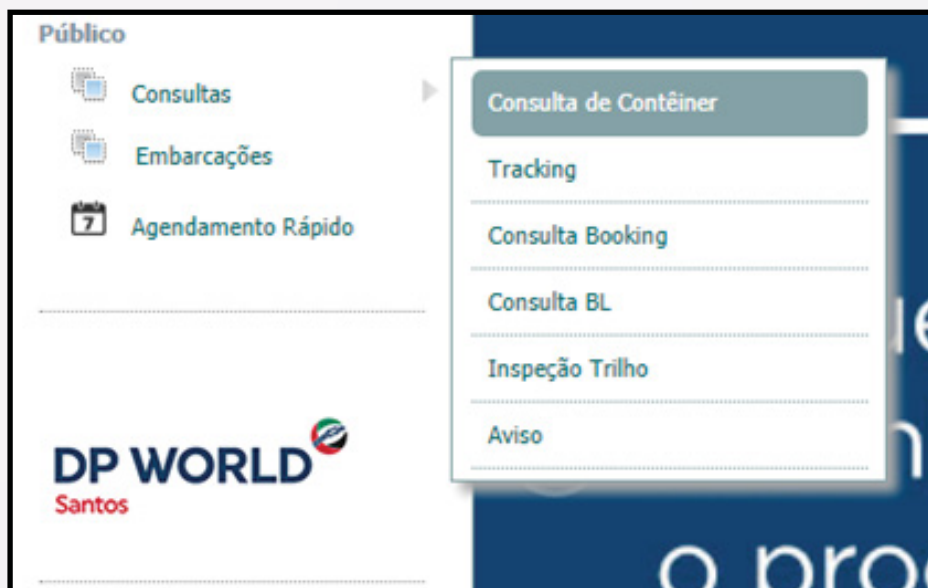 Público
Consultas
Embarcações
7
Agendamento Rápido
Consulta de Contêiner
Tracking
Consulta Booking
Consulta BL
Inspeção Trilho
Aviso
DP WORLD
Santos
o